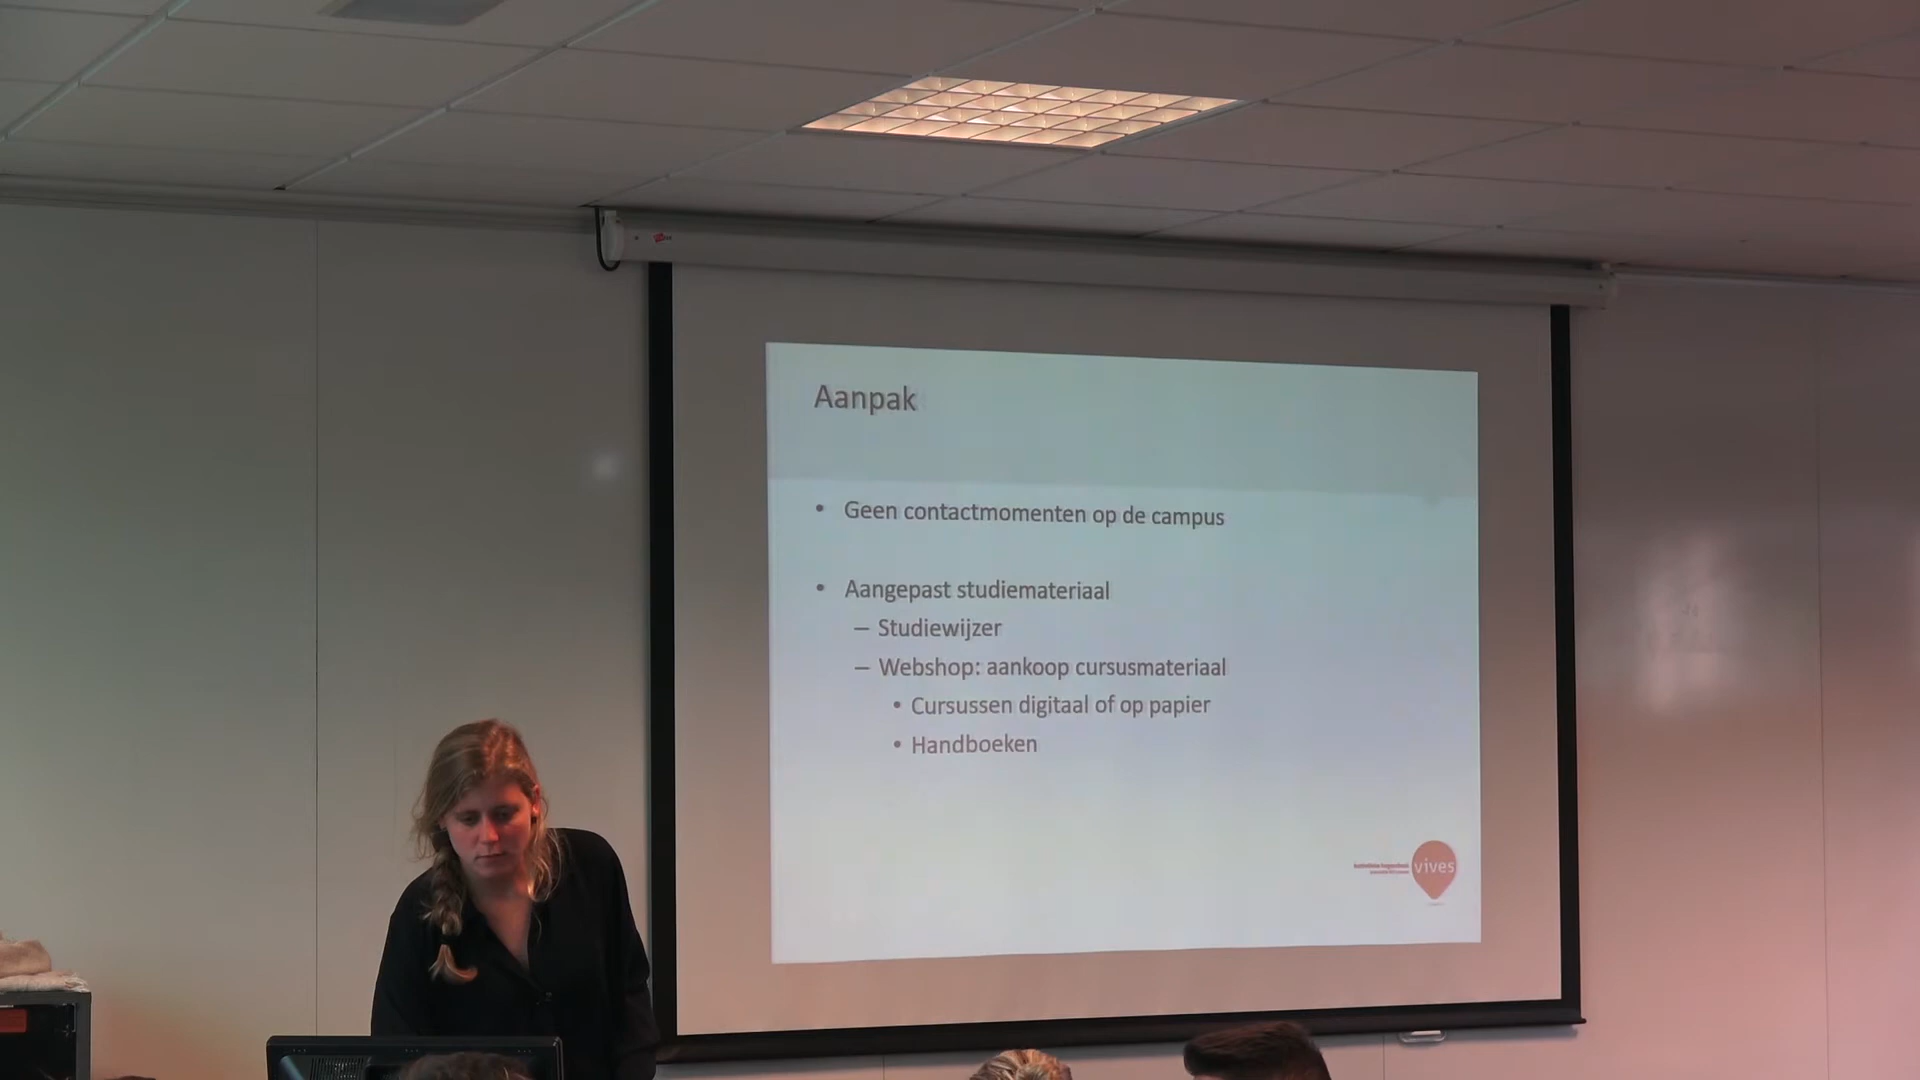 Aanpak
• Geen contactmomenten op de campus
• Aangepast studiemateriaal
– Studiewijzer
– Webshop: aankoop cursusmateriaal
• Cursussen digitaal of op papier
• Handboeken
vives